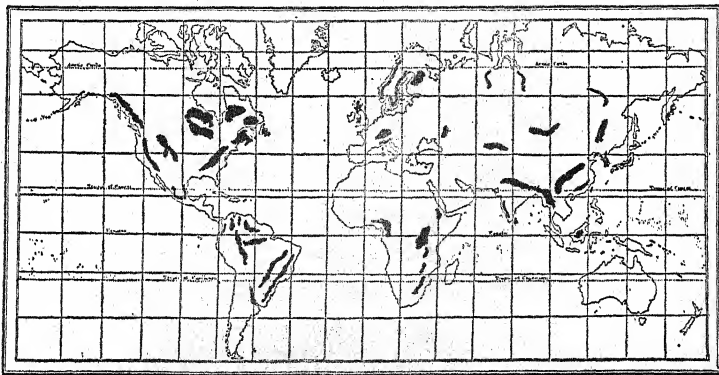 Arctic Circle
Arctic Circle
Tropic of Cancer
Tropic of Cancer
Equator
Equator
Tropic of Capricorn
Tropic of Capricorn